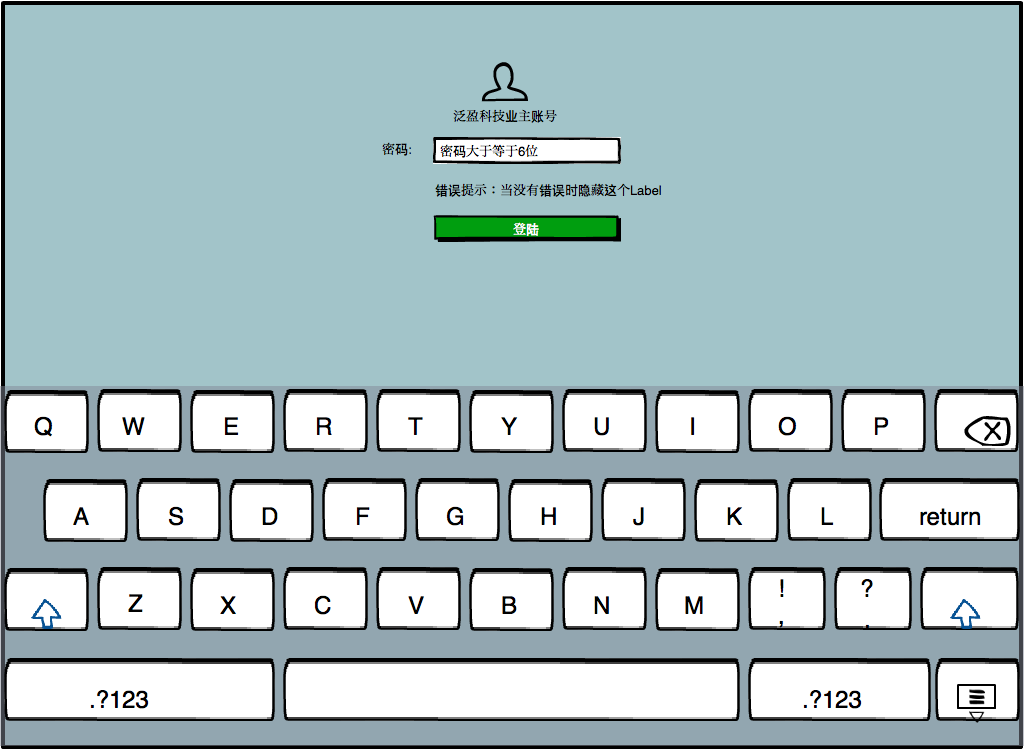 泛盈科技业主账号
密码: 密码大于等于6位
错误提示：当没有错误时隐藏这个Label
登陆
Q W E R T Y U I O P
A S D F G H J K L return
Z X C V B N M ! , ? .
.?123 .?123